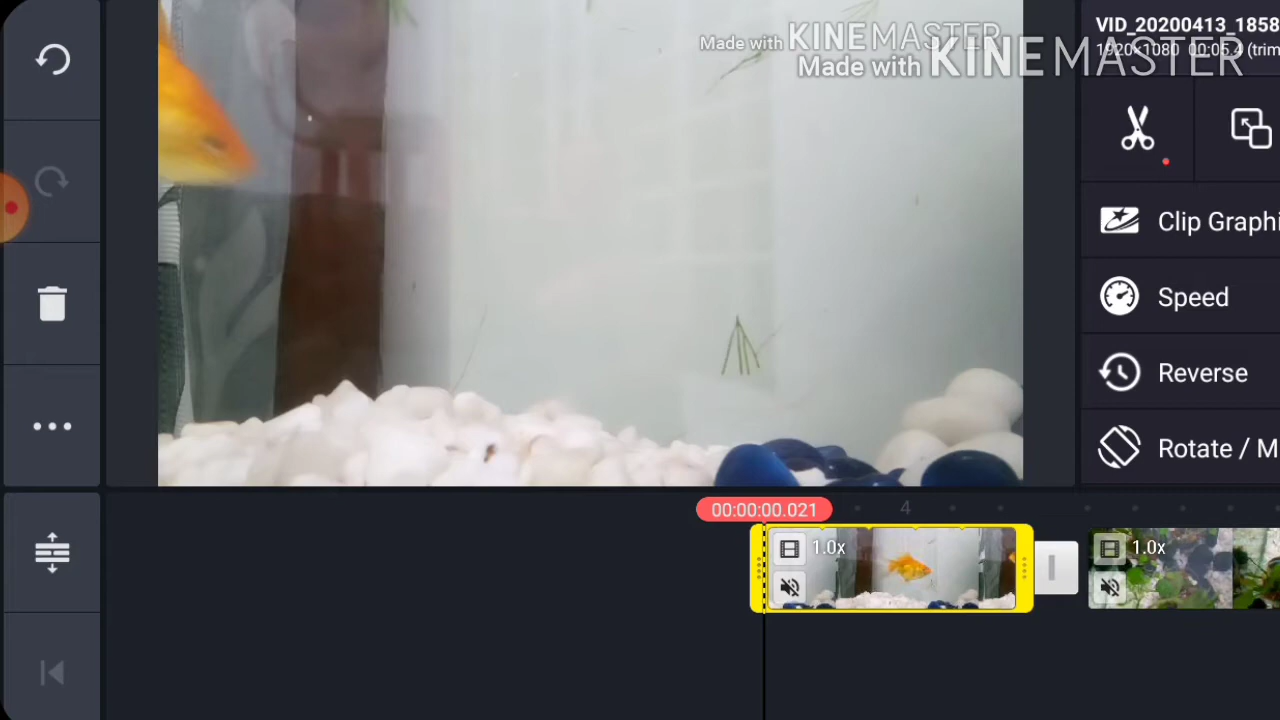 Made with KINEMASTER
Made with KINEMASTER
VID_20200413_1858
1920×1080 00:05.4 (trim
Clip Graphi
Speed
Reverse
Rotate / M
00:00:00.021
4
1.0x
1.0x